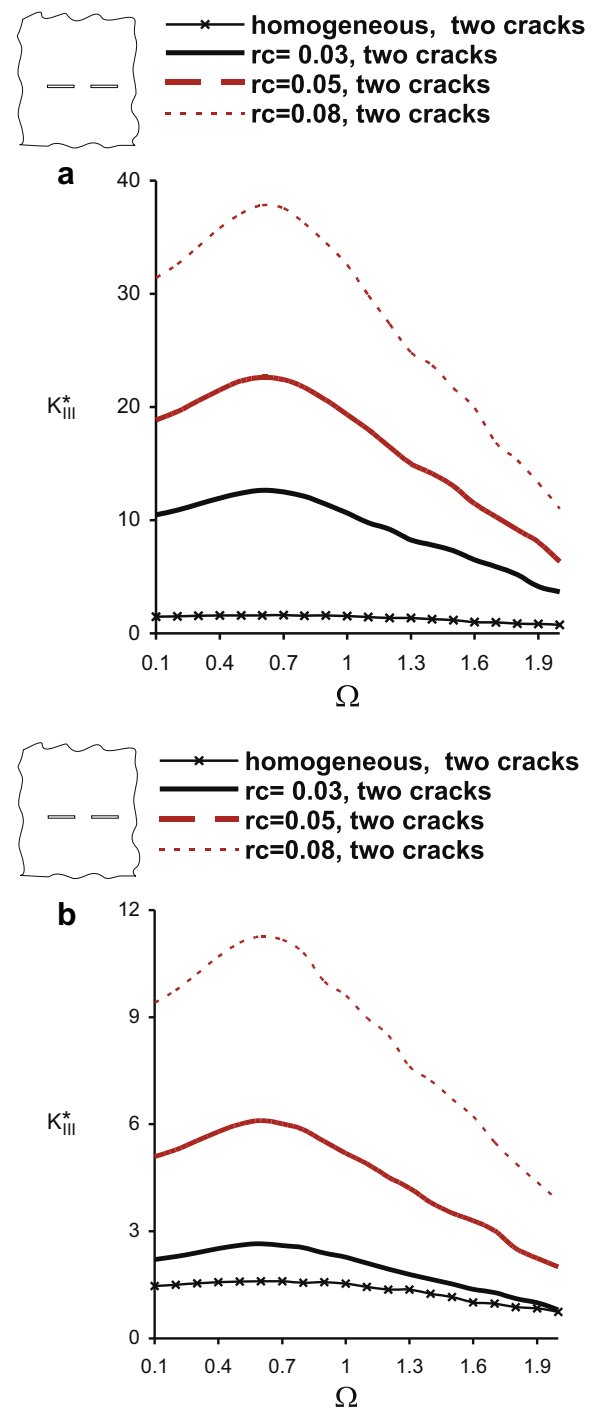 homogeneous, two cracks
rc= 0.03, two cracks
rc=0.05, two cracks
rc=0.08, two cracks
a
40
30
20
10
0
K*III
0.1 0.4 0.7 1 1.3 1.6 1.9
Ω
homogeneous, two cracks
rc= 0.03, two cracks
rc=0.05, two cracks
rc=0.08, two cracks
b
12
9
6
3
0
K*III
0.1 0.4 0.7 1 1.3 1.6 1.9
Ω